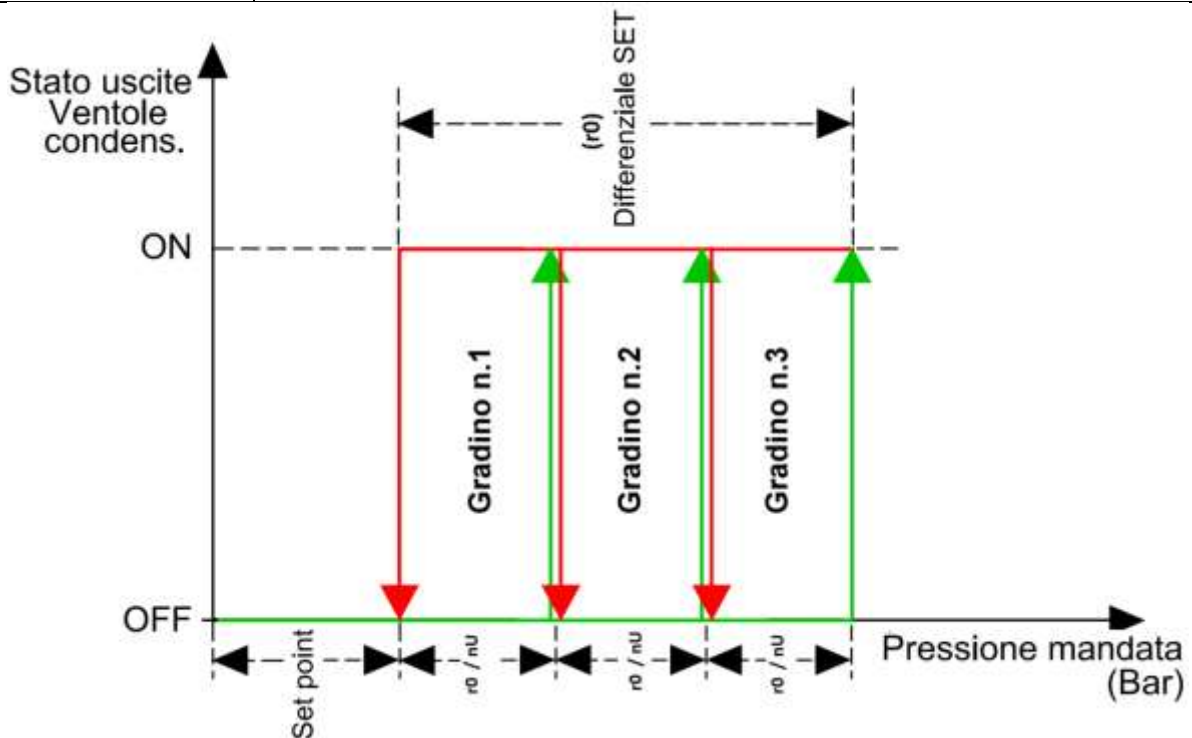 Stato uscite
Ventole
condens.
(r0)
Differenziale SET
ON
Gradino n.1
Gradino n.2
Gradino n.3
OFF
Set point
r0 / nU
r0 / nU
r0 / nU
Pressione mandata
(Bar)